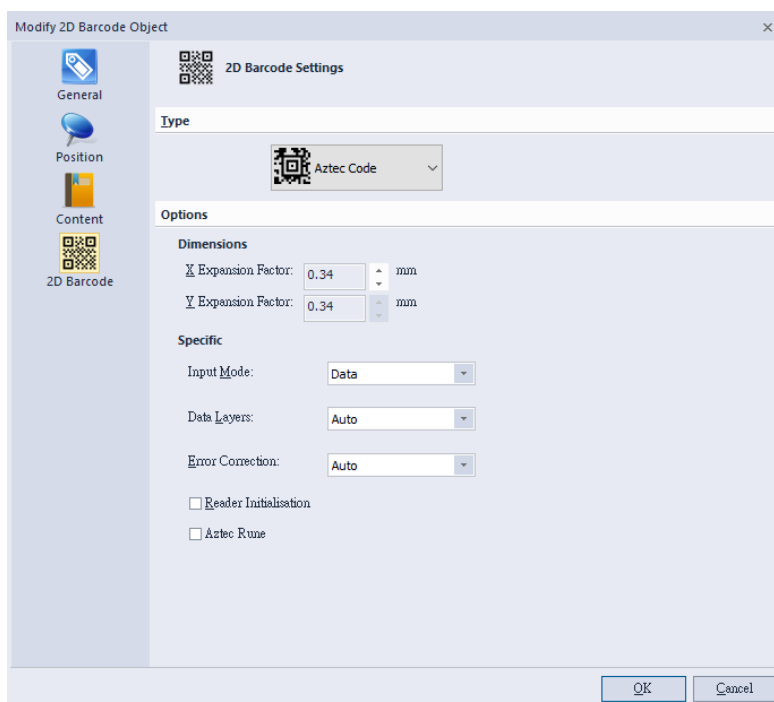 Modify 2D Barcode Object
General
Position
Content
2D Barcode
2D Barcode Settings
Type
Aztec Code
Options
Dimensions
X Expansion Factor: 0.34 mm
Y Expansion Factor: 0.34 mm
Specific
Input Mode: Data
Data Layers: Auto
Error Correction: Auto
Reader Initialisation
Aztec Rune
OK Cancel